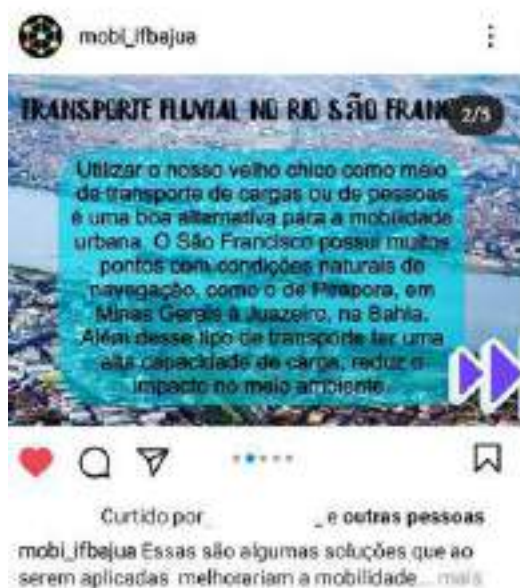 mobi_ifbajua
TRANSPORTE FLUVIAL NO RIO SÃO FRANC
2/5
Utilizar o nosso velho chico como meio
de transporte de cargas ou de pessoas
é uma boa alternativa para a mobilidade
urbana. O São Francisco possui muitos
pontos com condições naturais de
navegação, como o de Pirapora, em
Minas Gerais à Juazeiro, na Bahia.
Além desse tipo de transporte ter uma
alta capacidade de carga, reduz o
impacto no meio ambiente.
Curtido por _ _ e outras pessoas
mobi_ifbajua Essas são algumas soluções que ao
serem aplicadas melhorariam a mobilidade... mais